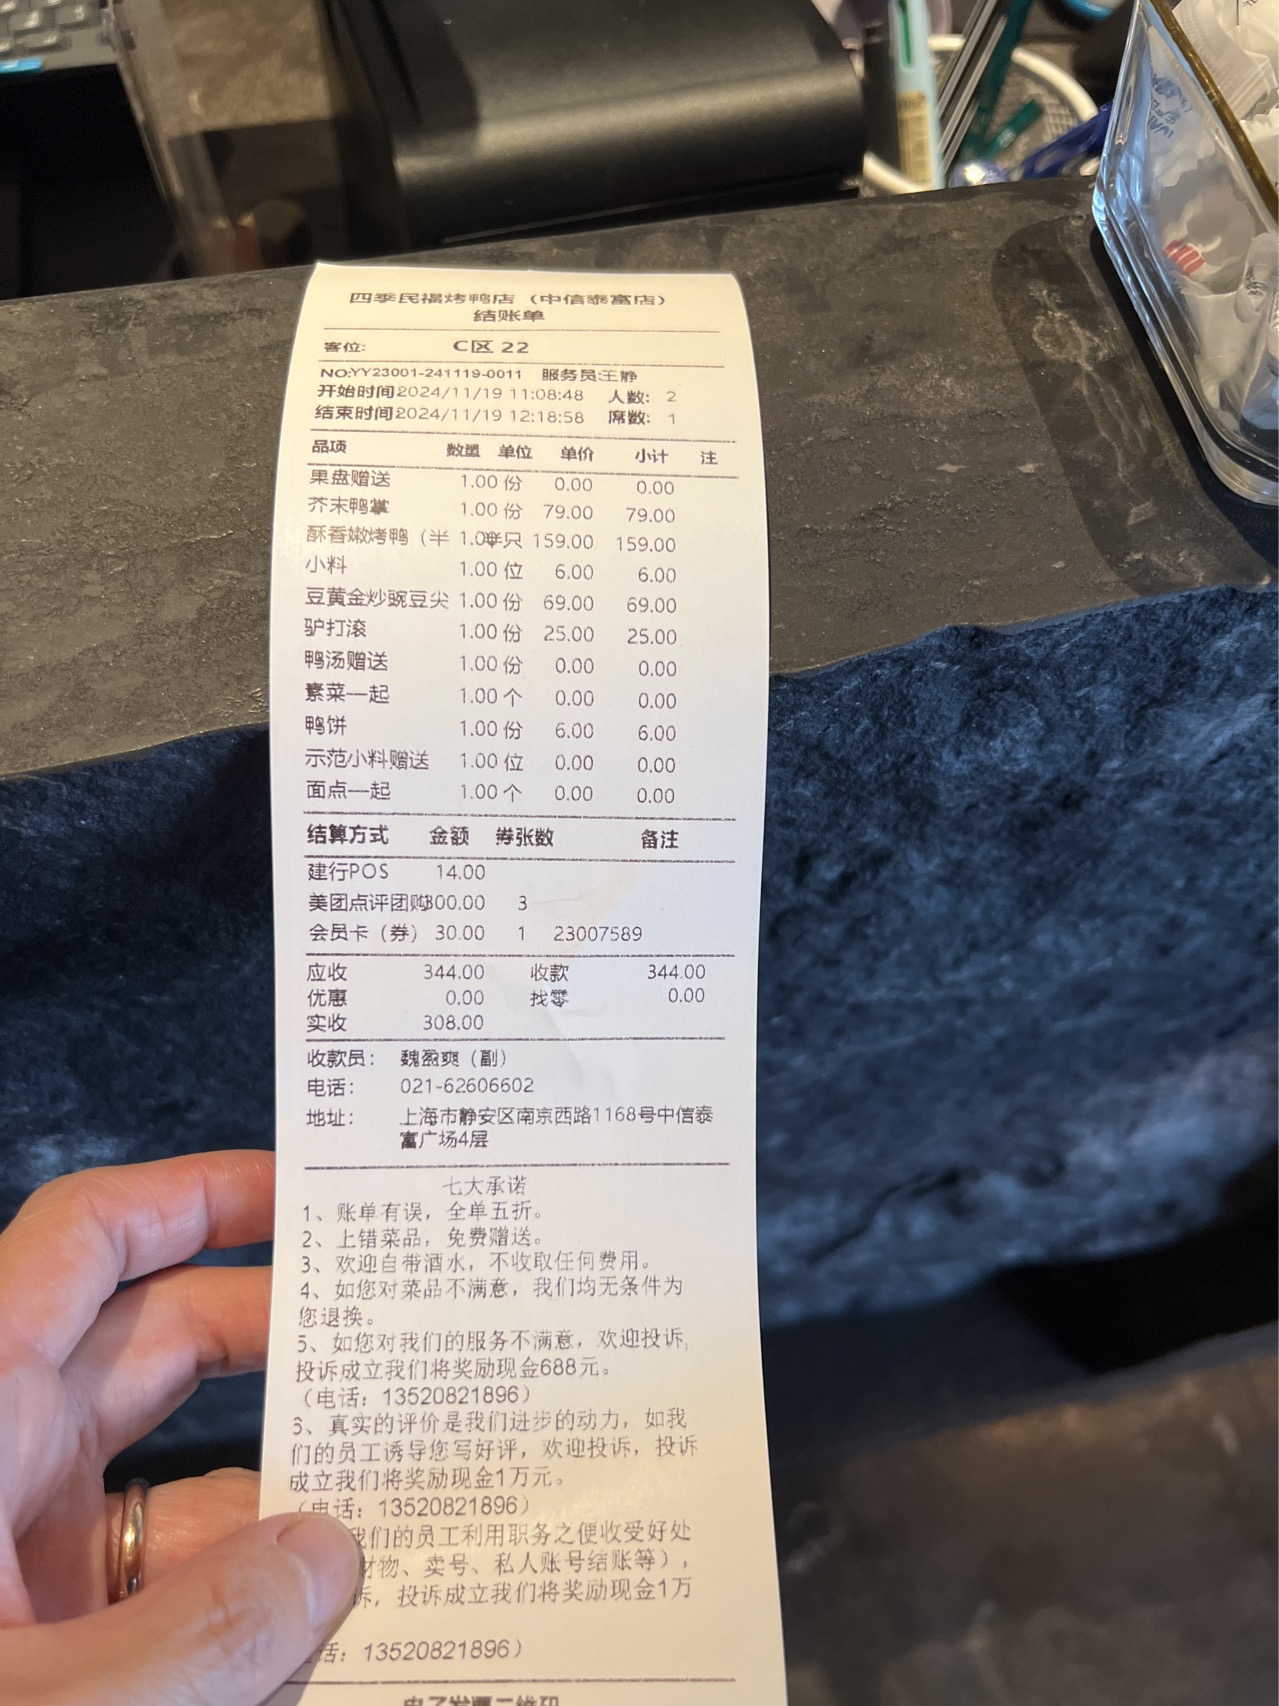 四季民福烤鸭店（中信泰富店）
结账单
客位: C区 22
NO:YY23001-241119-0011 服务员:王静
开始时间2024/11/19 11:08:48 人数: 2
结束时间2024/11/19 12:18:58 席数: 1
品项 数量 单位 单价 小计 注
果盘赠送 1.00 份 0.00 0.00
芥末鸭掌 1.00 份 79.00 79.00
酥香嫩烤鸭（半 1.00半只 159.00 159.00
小料 1.00 位 6.00 6.00
豆黄金炒豌豆尖 1.00 份 69.00 69.00
驴打滚 1.00 份 25.00 25.00
鸭汤赠送 1.00 份 0.00 0.00
素菜一起 1.00 个 0.00 0.00
鸭饼 1.00 份 6.00 6.00
示范小料赠送 1.00 位 0.00 0.00
面点一起 1.00 个 0.00 0.00
结算方式 金额 券张数 备注
建行POS 14.00
美团点评团购300.00 3
会员卡（券） 30.00 1 23007589
应收 344.00 收款 344.00
优惠 0.00 找零 0.00
实收 308.00
收款员： 魏盈爽（副）
电话： 021-62606602
地址： 上海市静安区南京西路1168号中信泰
富广场4层
七大承诺
1、账单有误，全单五折。
2、上错菜品，免费赠送。
3、欢迎自带酒水，不收取任何费用。
4、如您对菜品不满意，我们均无条件为
您退换。
5、如您对我们的服务不满意，欢迎投诉，
投诉成立我们将奖励现金688元。
（电话：13520821896）
6、真实的评价是我们进步的动力，如我
们的员工诱导您写好评，欢迎投诉，投诉
成立我们将奖励现金1万元。
（电话：13520821896）
我们的员工利用职务之便收受好处
财物、卖号、私人账号结账等），
诉，投诉成立我们将奖励现金1万
话：13520821896）
电子发票二维码